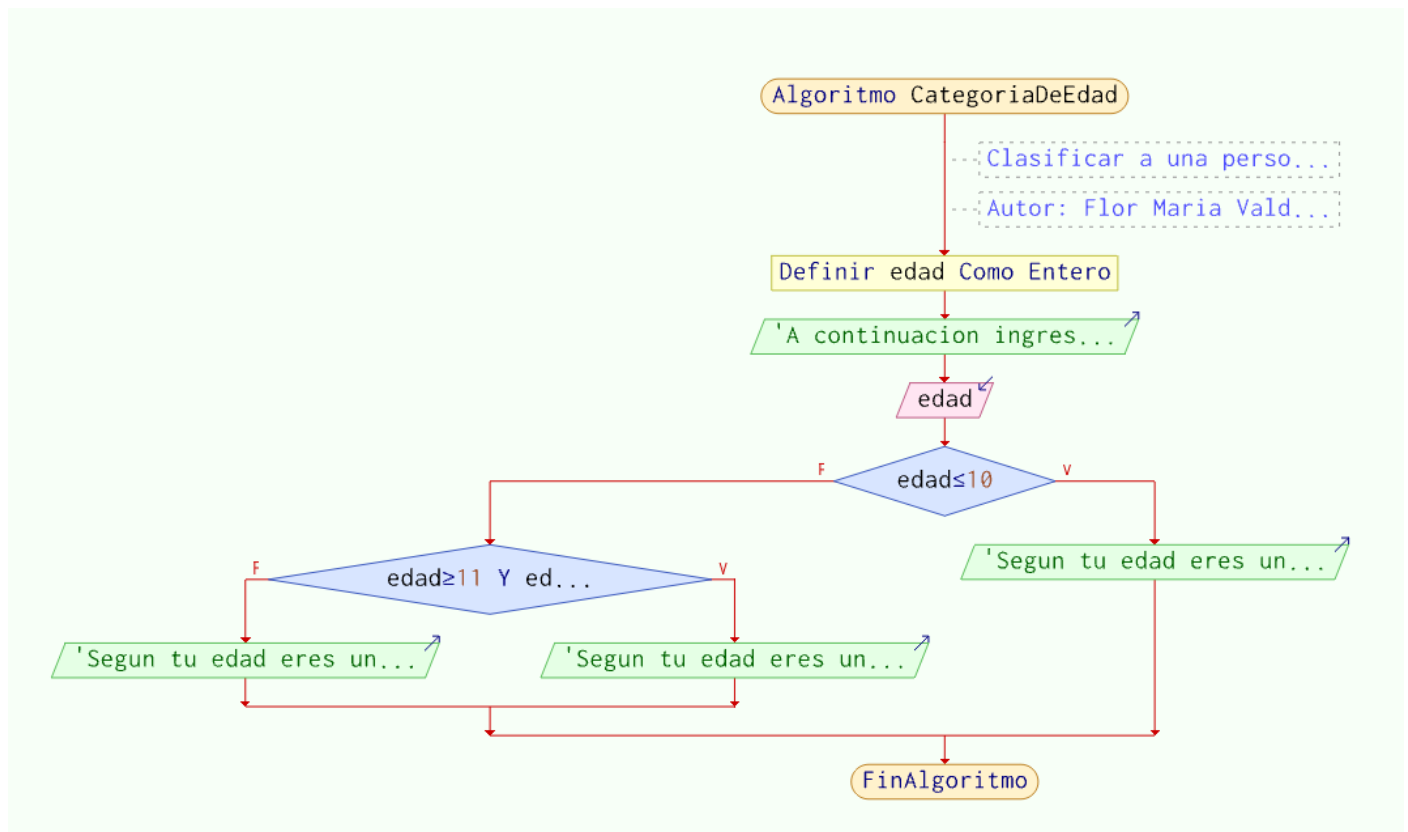 Algoritmo CategoriaDeEdad
Clasificar a una perso...
Autor: Flor Maria Vald...
Definir edad Como Entero
'A continuacion ingres...
edad
edad≤10
F
V
edad≥11 Y ed...
F
V
'Segun tu edad eres un...
'Segun tu edad eres un...
'Segun tu edad eres un...
FinAlgoritmo